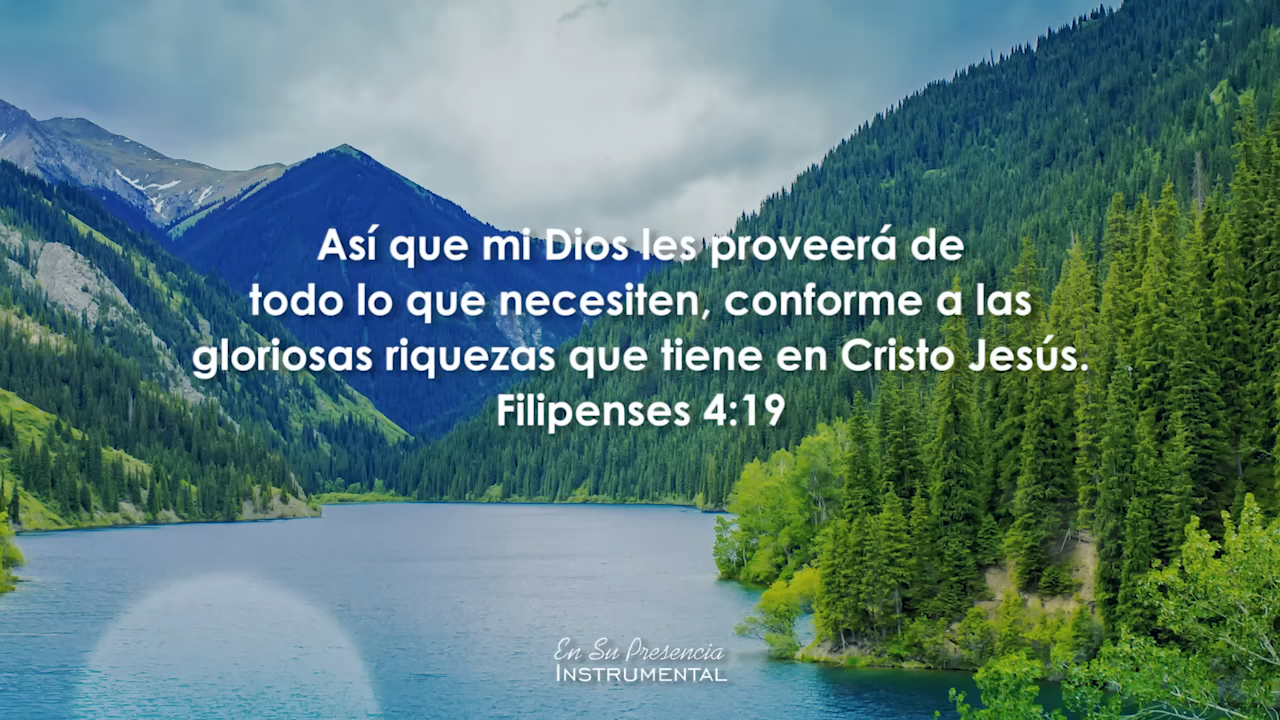 Así que mi Dios les proveerá de
todo lo que necesiten, conforme a las
gloriosas riquezas que tiene en Cristo Jesús.
Filipenses 4:19
En Su Presencia
INSTRUMENTAL